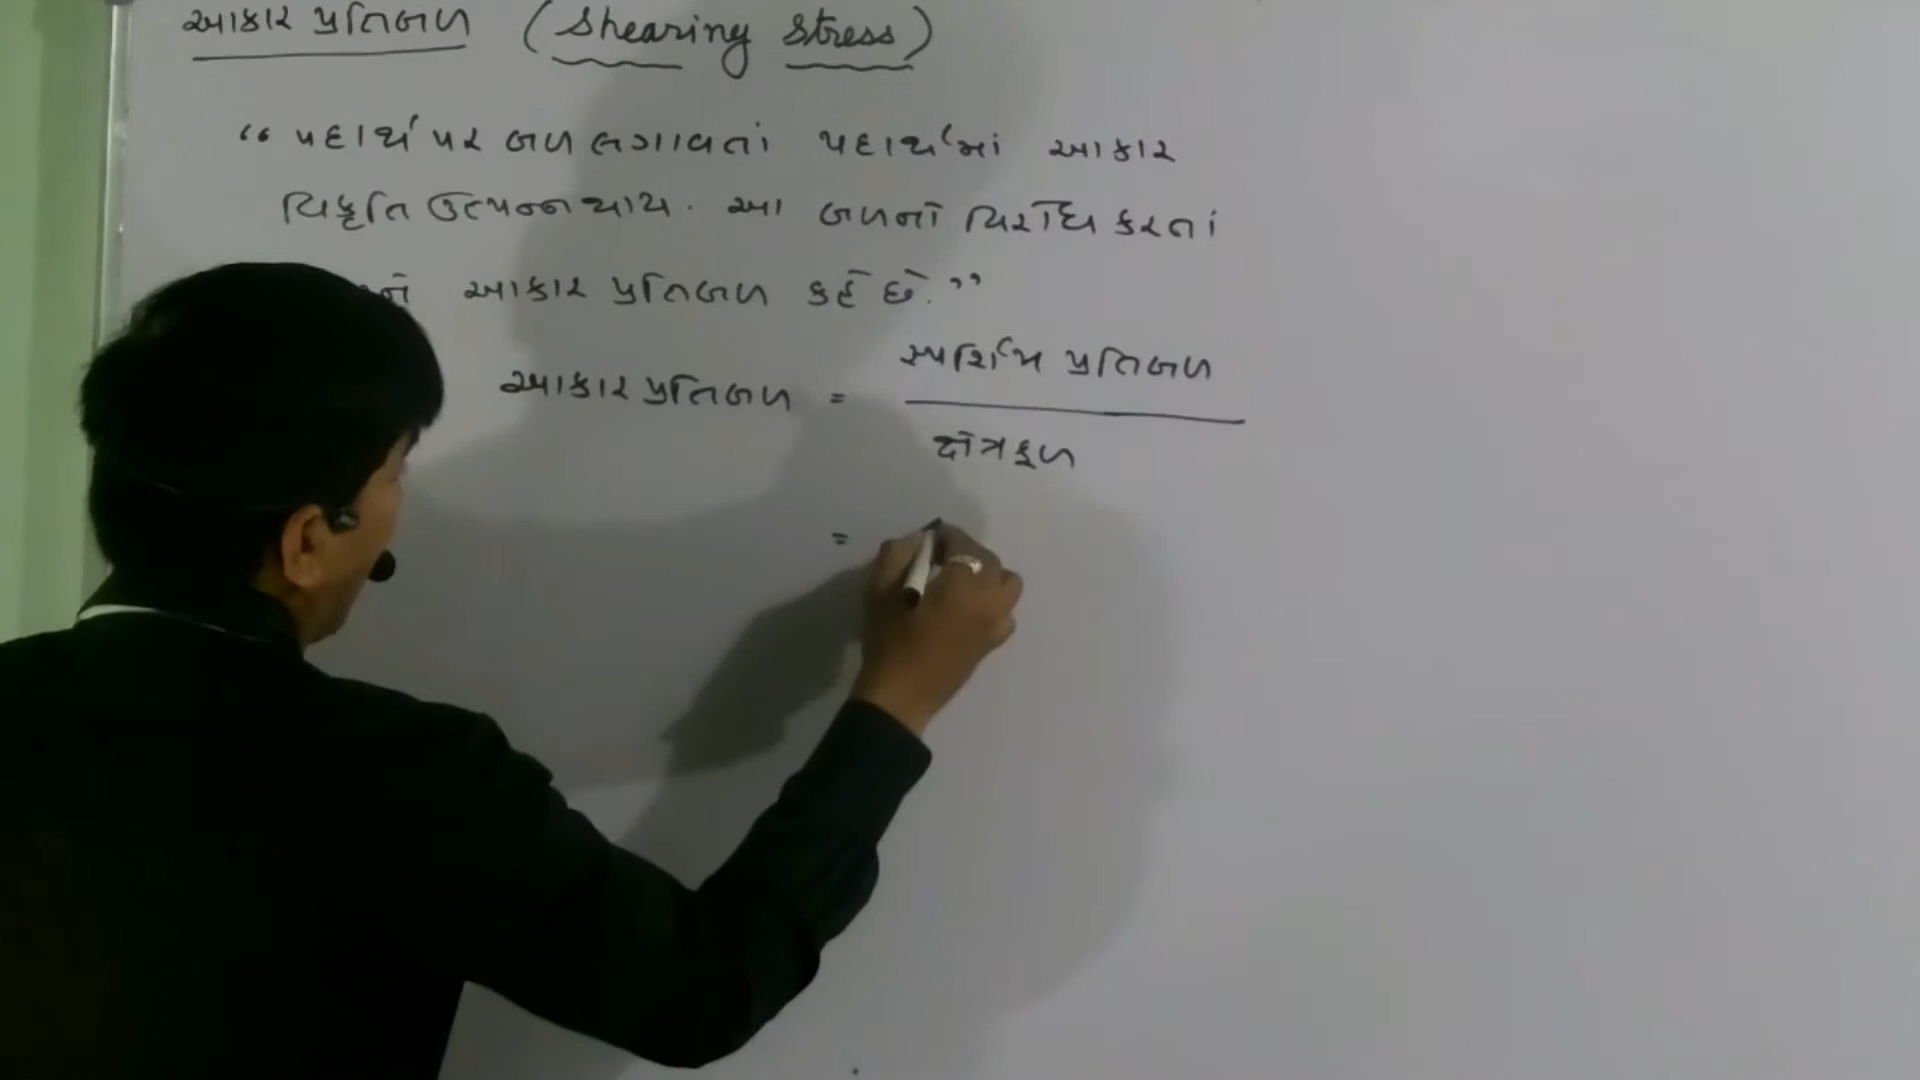 આકાર પ્રતિબળ (Shearing Stress)
“ પદાર્થ પર બળ લગાવતાં પદાર્થમાં આકાર
વિકૃતિ ઉત્પન્ન થાય. આ બળનો વિરોધ કરતાં
આકાર પ્રતિબળ કહે છે. ”
આકાર પ્રતિબળ = સ્પર્શિય પ્રતિબળ
ક્ષેત્રફળ
=